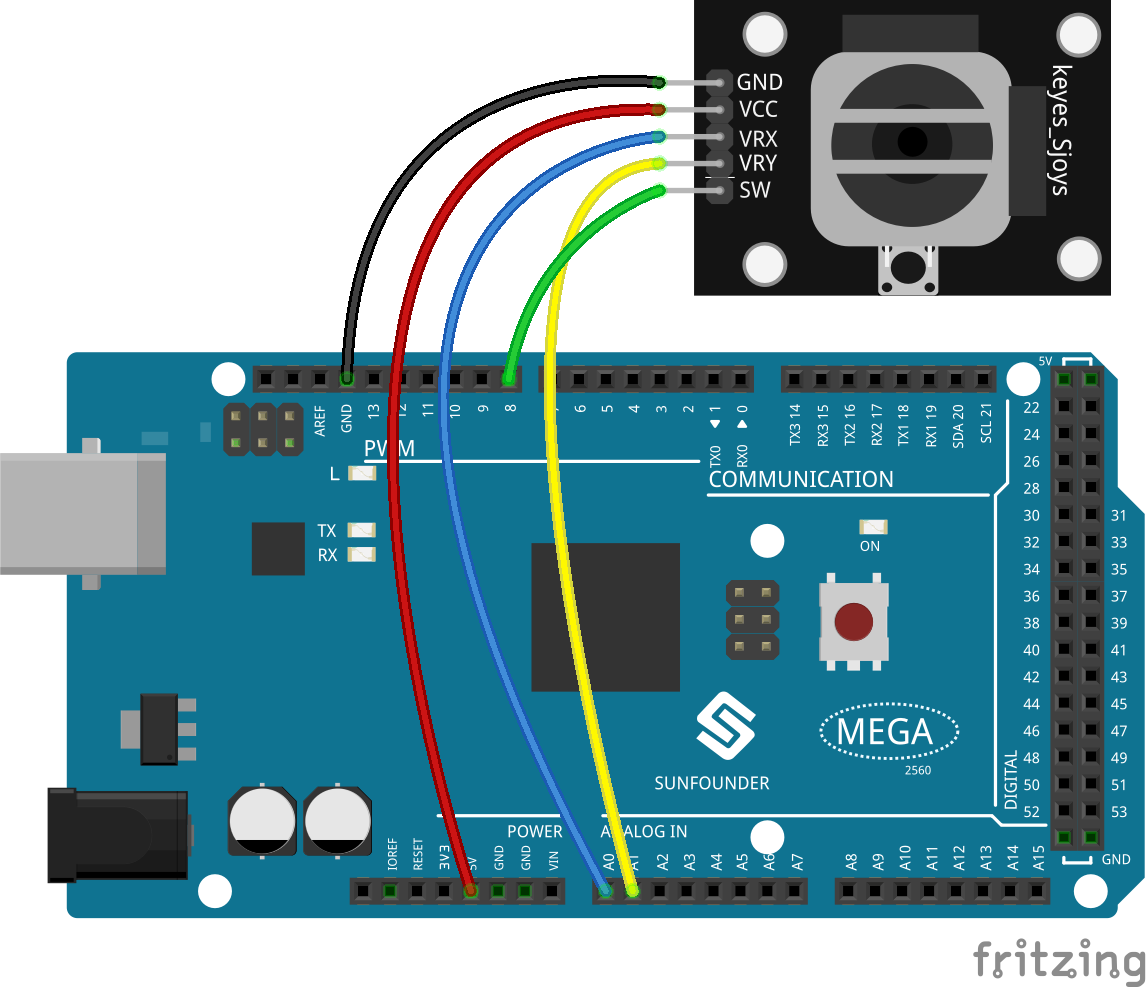 GND
VCC
VRX
VRY
SW
keyes_Sjoys
5V
AREF
GND
13
12
11
10
9
8
7
6
5
4
3
2
TX0 ◀ 1
RX0 ▶ 0
TX3 14
RX3 15
TX2 16
RX2 17
TX1 18
RX1 19
SDA 20
SCL 21
PWM
COMMUNICATION
L
TX
RX
ON
22
24
26
28
30 31
32 33
34 35
36 37
38 39
40 41
42 43
44 45
46 47
48 49
50 51
52 53
DIGITAL
GND
MEGA
2560
SUNFOUNDER
POWER
ANALOG IN
IOREF
RESET
3V3
5V
GND
GND
VIN
A0
A1
A2
A3
A4
A5
A6
A7
A8
A9
A10
A11
A12
A13
A14
A15
fritzing